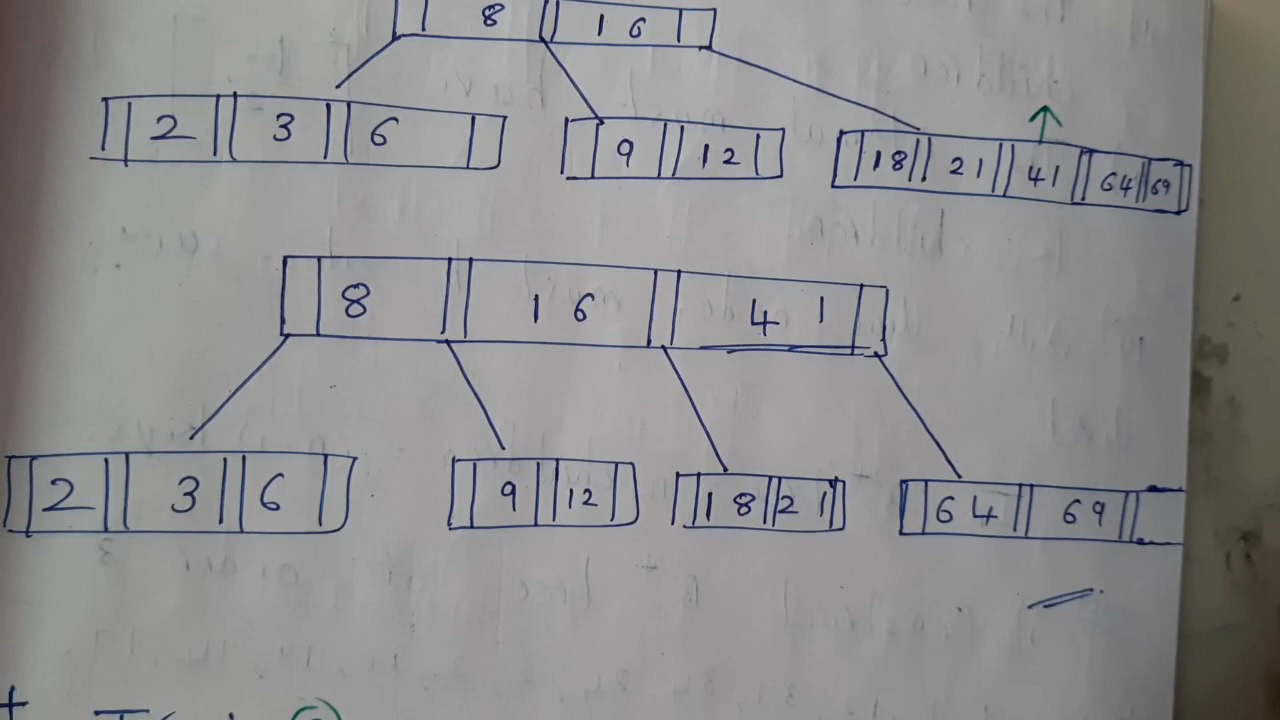 8 16
2 3 6 9 12 18 21 41 64 69
8 16 41
2 3 6 9 12 18 21 64 69